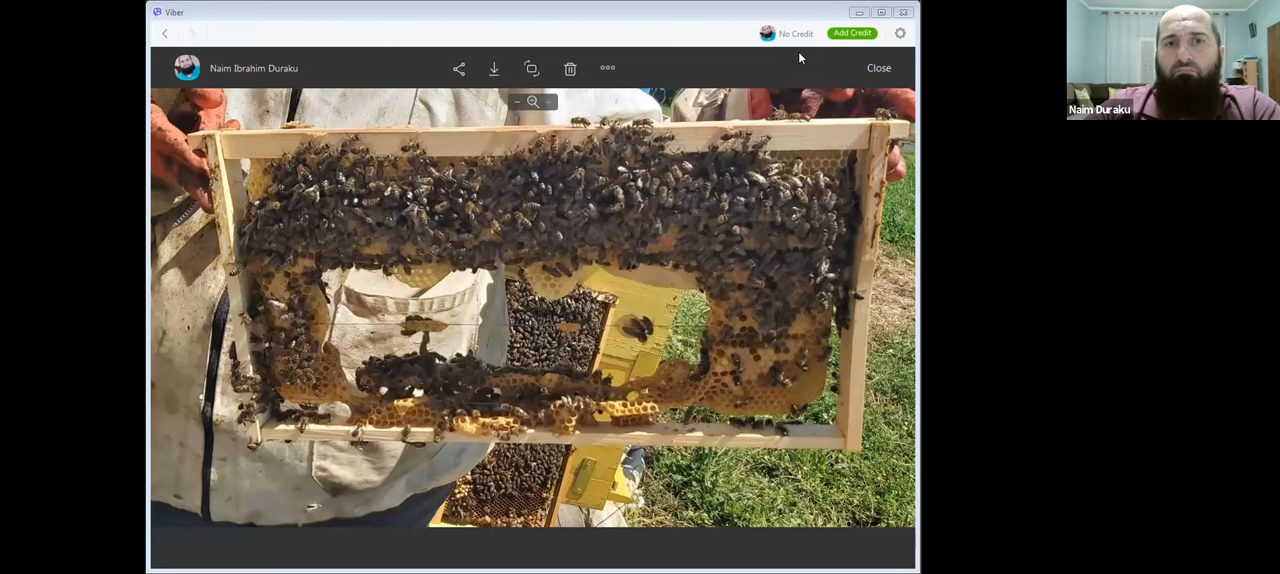 Viber
No Credit
Add Credit
Naim Ibrahim Duraku
Close
Naim Duraku